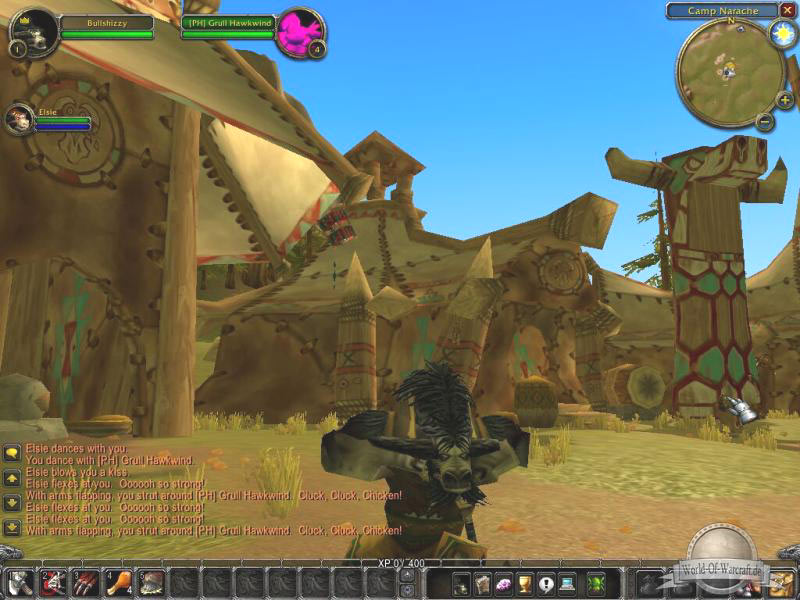 Bullshizzy
[PH] Grull Hawkwind
Camp Narache
N
1
4
Elsie
Elsie dances with you.
You dance with [PH] Grull Hawkwind.
Elsie blows you a kiss.
Elsie flexes at you. Oooooh so strong!
With arms flapping, you strut around [PH] Grull Hawkwind. Cluck, Cluck, Chicken!
Elsie flexes at you. Oooooh so strong!
Elsie flexes at you. Oooooh so strong!
With arms flapping, you strut around [PH] Grull Hawkwind. Cluck, Cluck, Chicken!
XP 0 / 400
World-Of-Warcraft.de